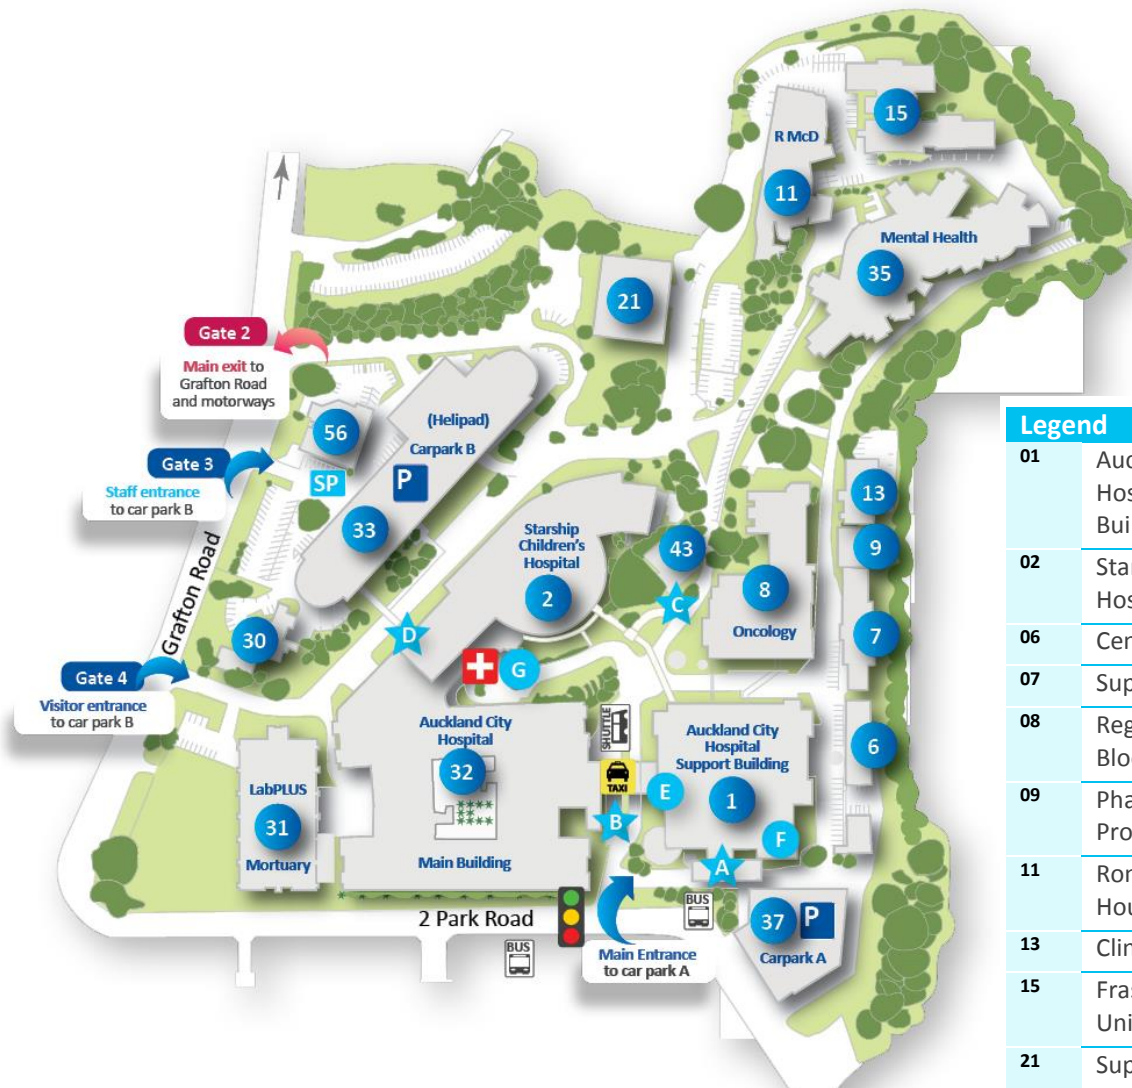 15
R McD
11
Mental Health
35
21
Gate 2
Main exit to
Grafton Road
and motorways
(Helipad)
Carpark B
P
56
Gate 3
Staff entrance
to car park B
SP
33
Starship
Children's
Hospital
2
43
C
13
9
8
Oncology
7
D
Grafton Road
30
G
Gate 4
Visitor entrance
to car park B
Auckland City
Hospital
32
Main Building
SHUTTLE
TAXI
Auckland City
Hospital
Support Building
1
E
B
F
A
6
LabPLUS
31
Mortuary
2 Park Road
BUS
BUS
Main Entrance
to car park A
37 P
Carpark A
Legend
01
02
06
07
08
09
11
13
15
21